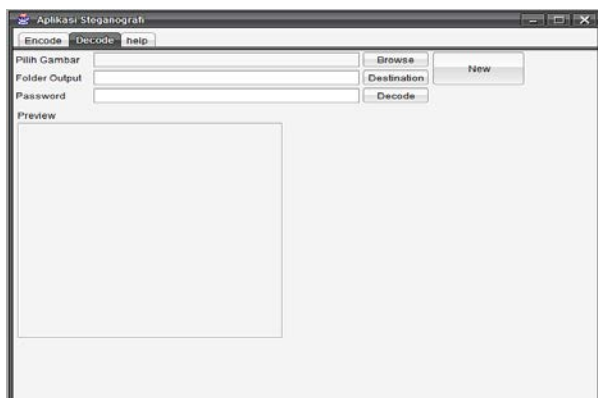 Aplikasi Steganografi
Encode Decode help
Pilih Gambar Browse New
Folder Output Destination
Password Decode
Preview